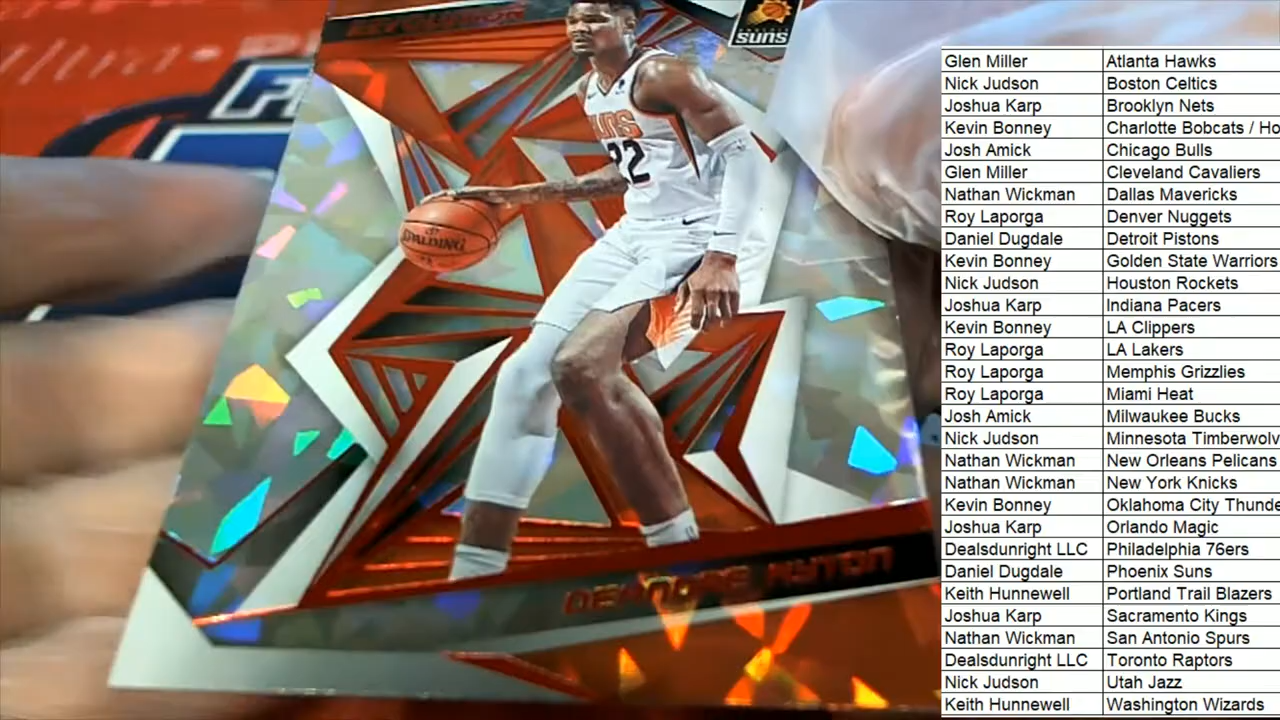 REVOLUTION
PHOENIX
SUNS
SUNS
22
SPALDING
DEANDRE AYTON
Glen Miller Atlanta Hawks
Nick Judson Boston Celtics
Joshua Karp Brooklyn Nets
Kevin Bonney Charlotte Bobcats / Ho
Josh Amick Chicago Bulls
Glen Miller Cleveland Cavaliers
Nathan Wickman Dallas Mavericks
Roy Laporga Denver Nuggets
Daniel Dugdale Detroit Pistons
Kevin Bonney Golden State Warriors
Nick Judson Houston Rockets
Joshua Karp Indiana Pacers
Kevin Bonney LA Clippers
Roy Laporga LA Lakers
Roy Laporga Memphis Grizzlies
Roy Laporga Miami Heat
Josh Amick Milwaukee Bucks
Nick Judson Minnesota Timberwolv
Nathan Wickman New Orleans Pelicans
Nathan Wickman New York Knicks
Kevin Bonney Oklahoma City Thunde
Joshua Karp Orlando Magic
Dealsdunright LLC Philadelphia 76ers
Daniel Dugdale Phoenix Suns
Keith Hunnewell Portland Trail Blazers
Joshua Karp Sacramento Kings
Nathan Wickman San Antonio Spurs
Dealsdunright LLC Toronto Raptors
Nick Judson Utah Jazz
Keith Hunnewell Washington Wizards